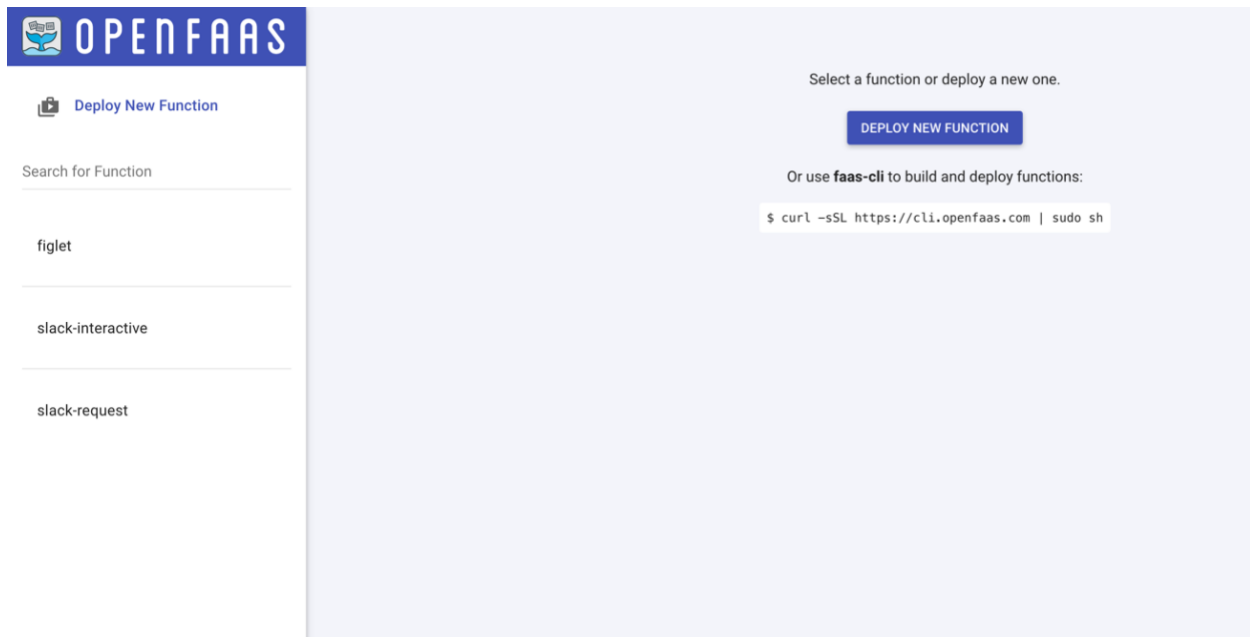 OPENFAAS
Deploy New Function
Search for Function
figlet
slack-interactive
slack-request
Select a function or deploy a new one.
DEPLOY NEW FUNCTION
Or use faas-cli to build and deploy functions:
$ curl -sSL https://cli.openfaas.com | sudo sh